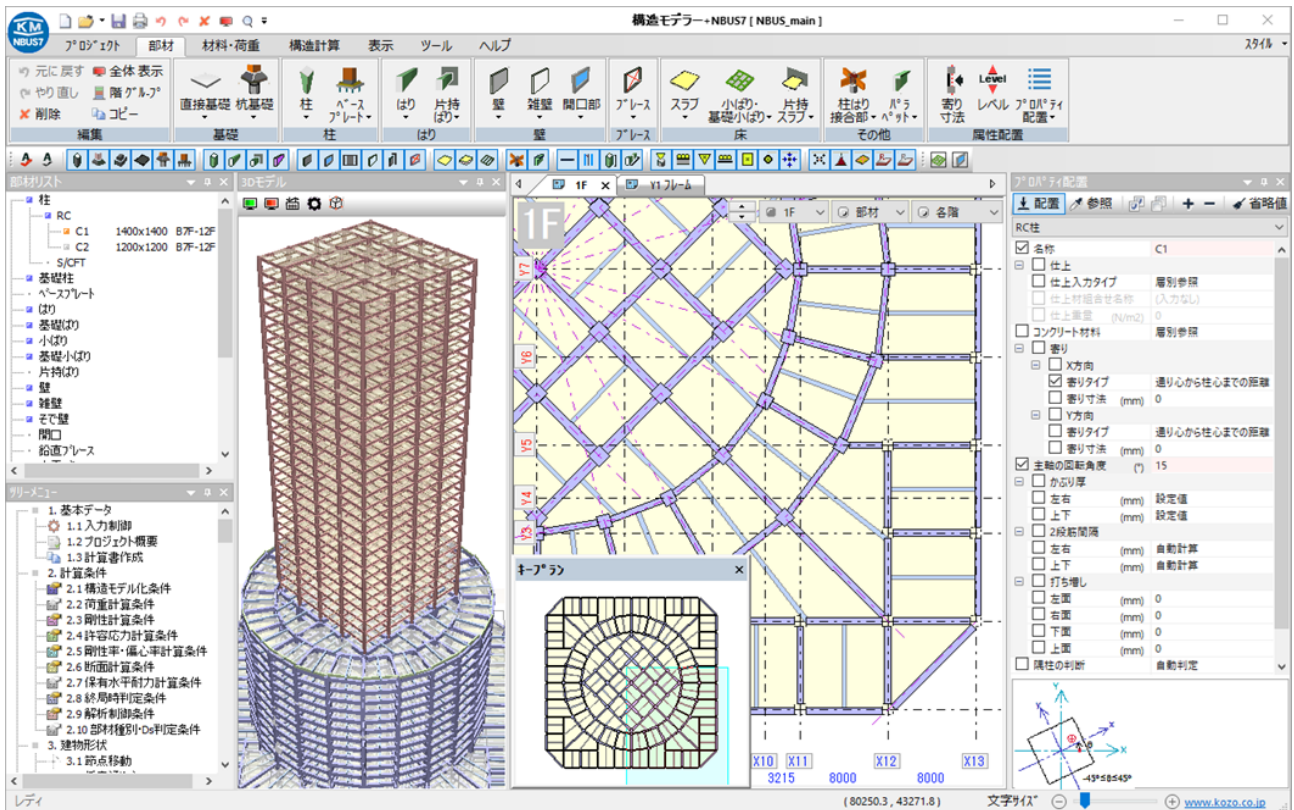 構造モデラー+NBUS7 [ NBUS_main ]
KM
NBUS7
プロジェクト 部材 材料・荷重 構造計算 表示 ツール ヘルプ
スタイル
元に戻す 全体 表示
やり直し 階グループ
削除 コピー
編集
直接基礎 杭基礎
基礎
柱 ベースプレート
柱
はり 片持ばり
はり
壁 雑壁 開口部
壁
ブレース
ブレース
スラブ 小ばり・基礎小ばり 片持スラブ
床
柱はり接合部 パラペット
その他
寄り寸法 レベル プロパティ配置
Level
属性配置
部材リスト
柱
RC
C1 1400x1400 B7F-12F
C2 1200x1200 B7F-12F
S/CFT
基礎柱
ベースプレート
はり
基礎ばり
小ばり
基礎小ばり
片持ばり
壁
雑壁
そで壁
開口
鉛直ブレース
ツリーメニュー
1. 基本データ
1.1 入力制御
1.2 プロジェクト概要
1.3 計算書作成
2. 計算条件
2.1 構造モデル化条件
2.2 荷重計算条件
2.3 剛性計算条件
2.4 許容応力計算条件
2.5 剛性率・偏心率計算条件
2.6 断面計算条件
2.7 保有水平耐力計算条件
2.8 終局時判定条件
2.9 解析制御条件
2.10 部材種別・Ds判定条件
3. 建物形状
3.1 節点移動
3Dモデル
1F Y1 フレーム
1F
1F 部材 各階
Y7
Y6
Y5
Y4
Y3
キープラン
X10 X11 X12 X13
3215 8000 8000
プロパティ配置
配置 参照 省略値
RC柱
名称 C1
仕上
仕上入力タイプ 層別参照
仕上材組合せ名称 (入力なし)
仕上重量 (N/m2) 0
コンクリート材料 層別参照
寄り
X方向
寄りタイプ 通り心から柱心までの距離
寄り寸法 (mm) 0
Y方向
寄りタイプ 通り心から柱心までの距離
寄り寸法 (mm) 0
主軸の回転角度 (°) 15
かぶり厚
左右 (mm) 設定値
上下 (mm) 設定値
2段筋間隔
左右 (mm) 自動計算
上下 (mm) 自動計算
打ち増し
左面 (mm) 0
右面 (mm) 0
下面 (mm) 0
上面 (mm) 0
隅柱の判断 自動判定
Y
Y
X
X
θ
-45°≤θ≤45°
レディ
( 80250.3 , 43271.8 )
文字サイズ
www.kozo.co.jp